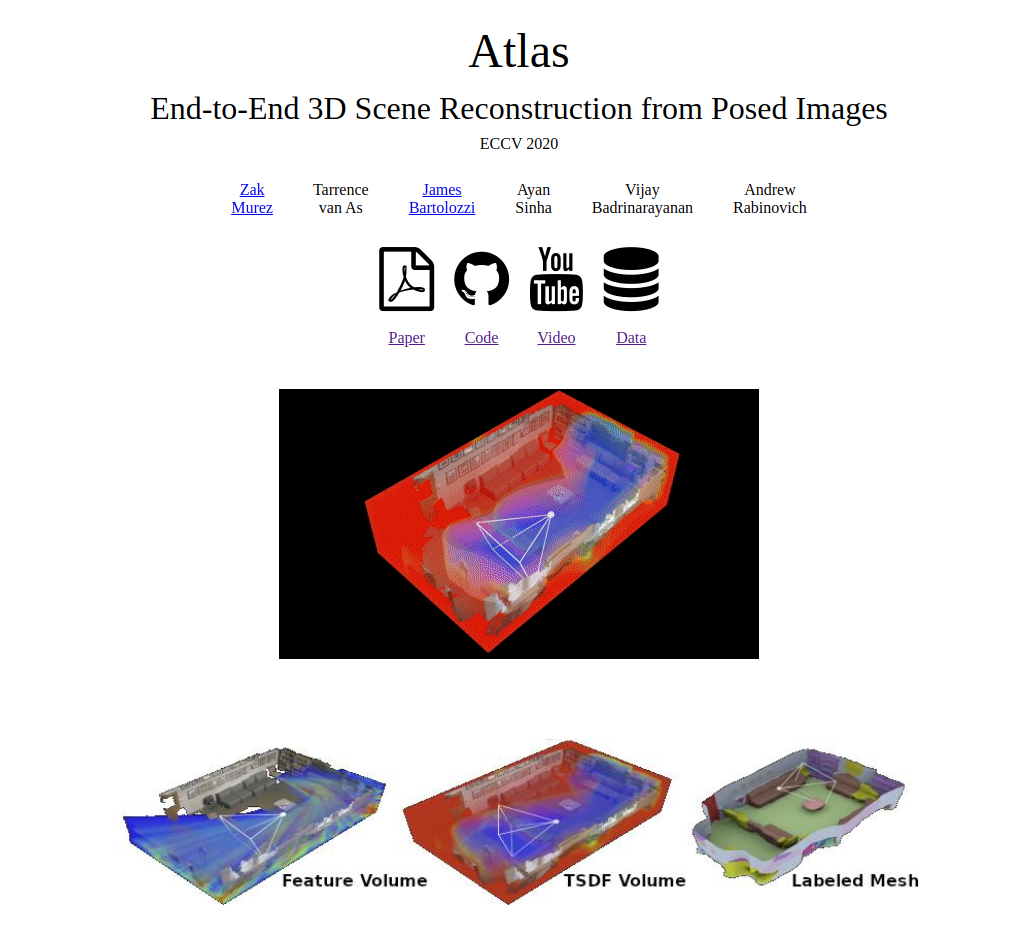 Atlas
End-to-End 3D Scene Reconstruction from Posed Images
ECCV 2020
Zak Murez
Tarrence van As
James Bartolozzi
Ayan Sinha
Vijay Badrinarayanan
Andrew Rabinovich
You
Tube
Paper
Code
Video
Data
Feature Volume
TSDF Volume
Labeled Mesh